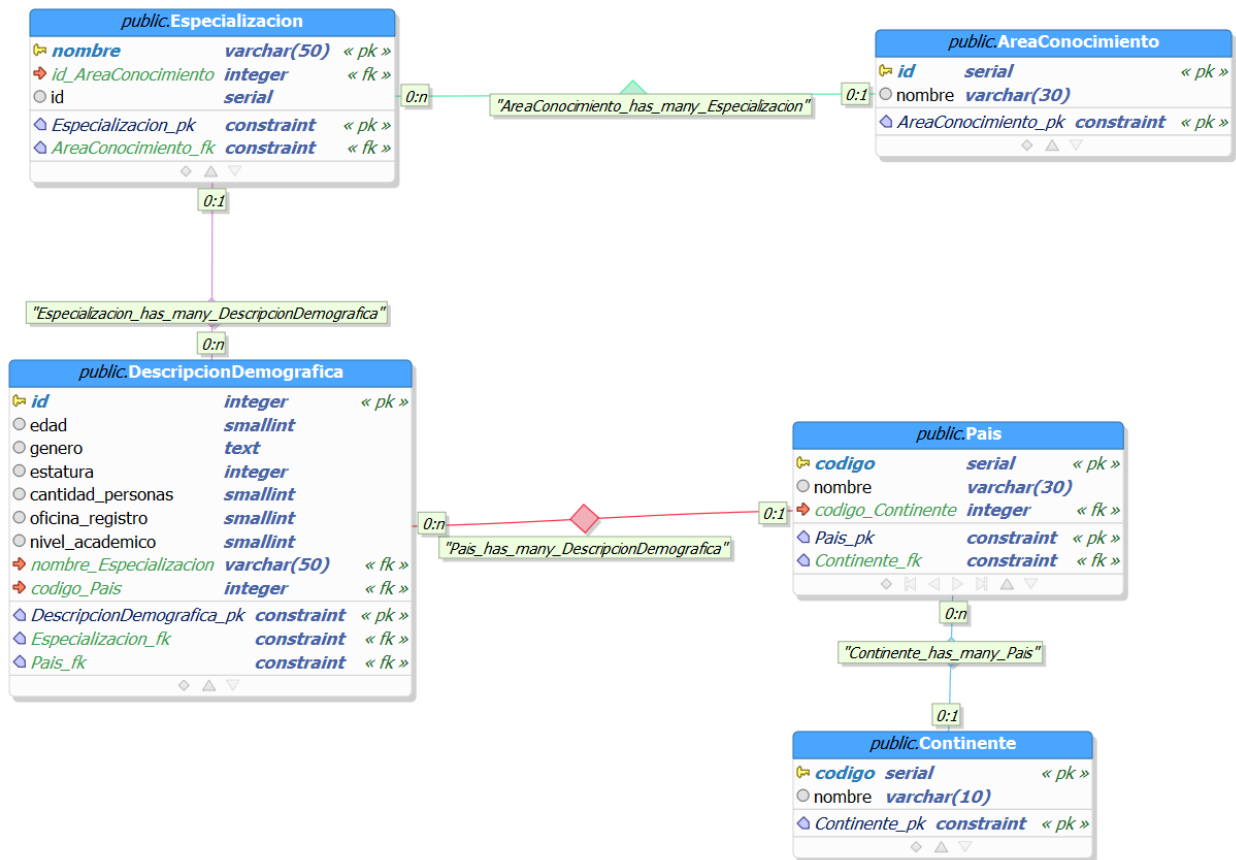 public.Especializacion
nombre varchar(50) « pk »
id_AreaConocimiento integer « fk »
id serial
Especializacion_pk constraint « pk »
AreaConocimiento_fk constraint « fk »
0:n
"AreaConocimiento_has_many_Especializacion"
0:1
public.AreaConocimiento
id serial « pk »
nombre varchar(30)
AreaConocimiento_pk constraint « pk »
0:1
"Especializacion_has_many_DescripcionDemografica"
0:n
public.DescripcionDemografica
id integer « pk »
edad smallint
genero text
estatura integer
cantidad_personas smallint
oficina_registro smallint
nivel_academico smallint
nombre_Especializacion varchar(50) « fk »
codigo_Pais integer « fk »
DescripcionDemografica_pk constraint « pk »
Especializacion_fk constraint « fk »
Pais_fk constraint « fk »
0:n
"Pais_has_many_DescripcionDemografica"
0:1
public.Pais
codigo serial « pk »
nombre varchar(30)
codigo_Continente integer « fk »
Pais_pk constraint « pk »
Continente_fk constraint « fk »
0:n
"Continente_has_many_Pais"
0:1
public.Continente
codigo serial « pk »
nombre varchar(10)
Continente_pk constraint « pk »